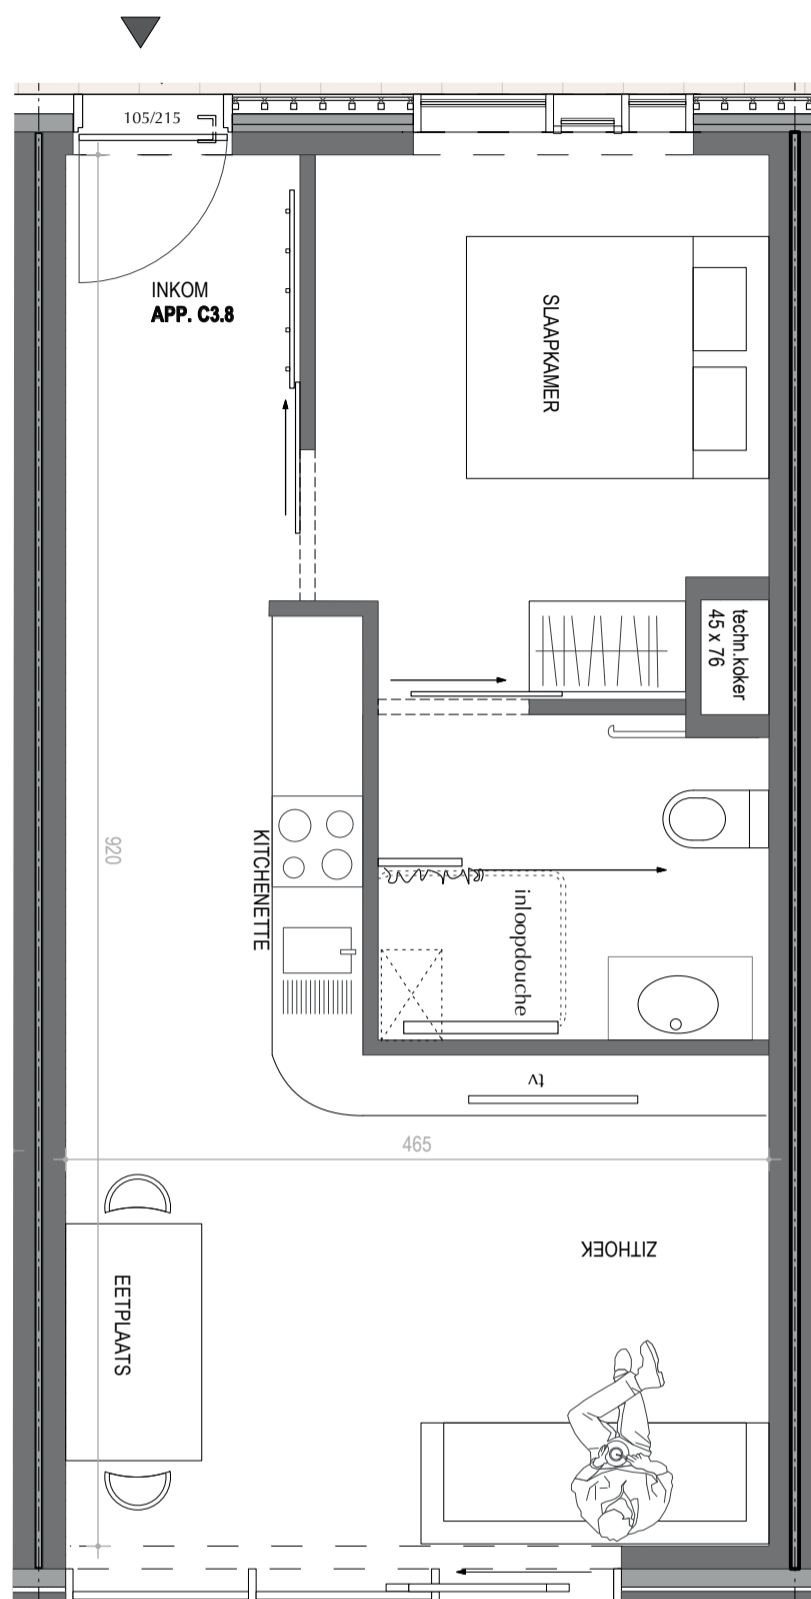 105/215
INKOM
APP. C3.8
SLAAPKAMER
techn.koker
45 x 76
920
KITCHENETTE
inloopdouche
tv
465
ZITHOEK
EETPLAATS